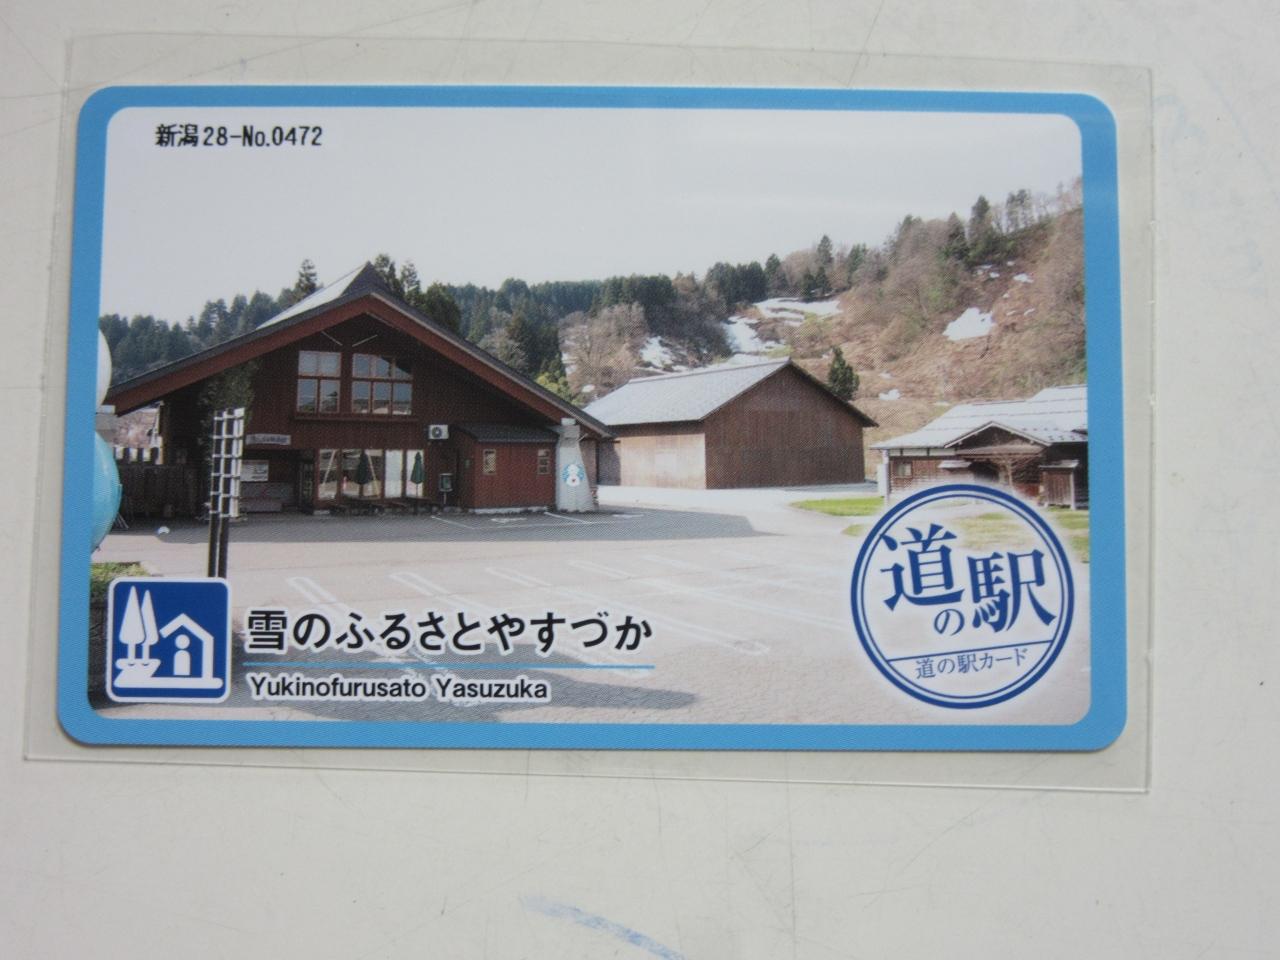 新潟28-No.0472
雪のふるさとやすづか
Yukinofurusato Yasuzuka
道の駅
道の駅カード